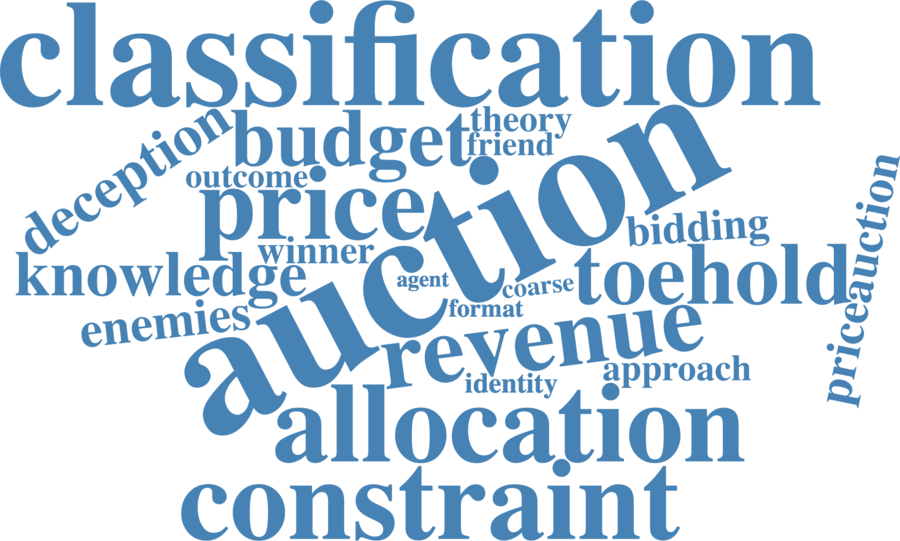 classification
deception
budget
theory
friend
outcome
price
auction
winner
bidding
priceauction
knowledge
agent
coarse
toehold
format
enemies
revenue
identity
approach
allocation
constraint